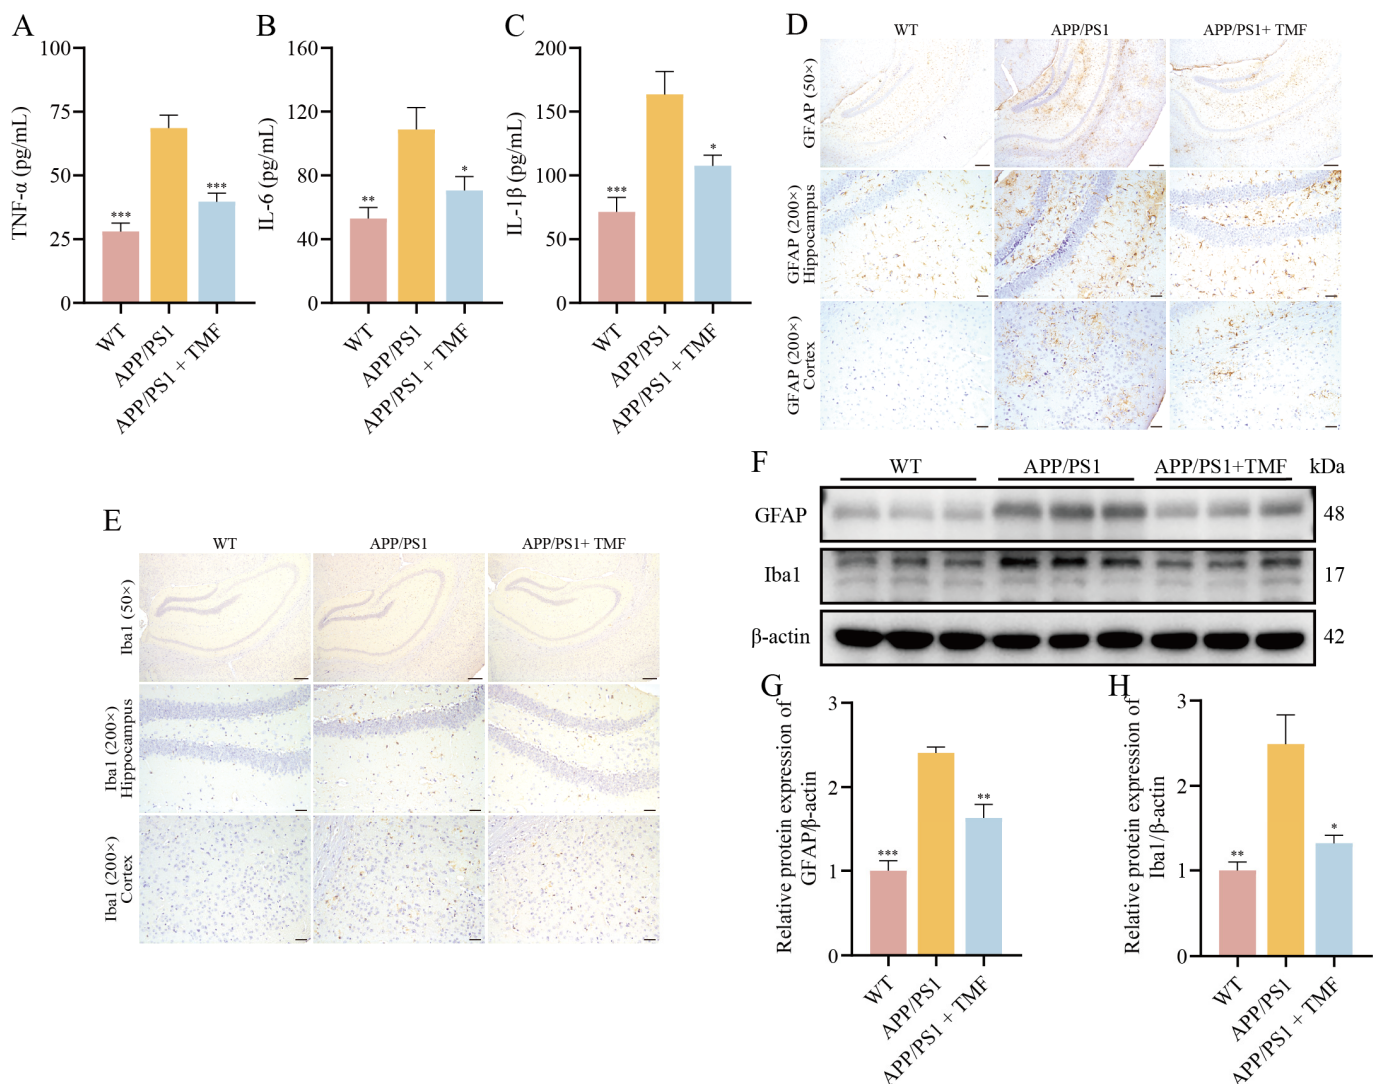 A
TNF-α (pg/mL)
100
75
50
25
0
***
***
WT
APP/PS1
APP/PS1 + TMF
B
IL-6 (pg/mL)
160
120
80
40
0
**
*
WT
APP/PS1
APP/PS1 + TMF
C
IL-1β (pg/mL)
200
150
100
50
0
***
*
WT
APP/PS1
APP/PS1 + TMF
D
WT
APP/PS1
APP/PS1+ TMF
GFAP (50×)
GFAP (200×)
Hippocampus
GFAP (200×)
Cortex
E
WT
APP/PS1
APP/PS1+ TMF
Iba1 (50×)
Iba1 (200×)
Hippocampus
Iba1 (200×)
Cortex
F
WT
APP/PS1
APP/PS1+TMF
kDa
GFAP
48
Iba1
17
β-actin
42
G
Relative protein expression of
GFAP/β-actin
3
2
1
0
***
**
WT
APP/PS1
APP/PS1 + TMF
H
Relative protein expression of
Iba1/β-actin
3
2
1
0
**
*
WT
APP/PS1
APP/PS1 + TMF